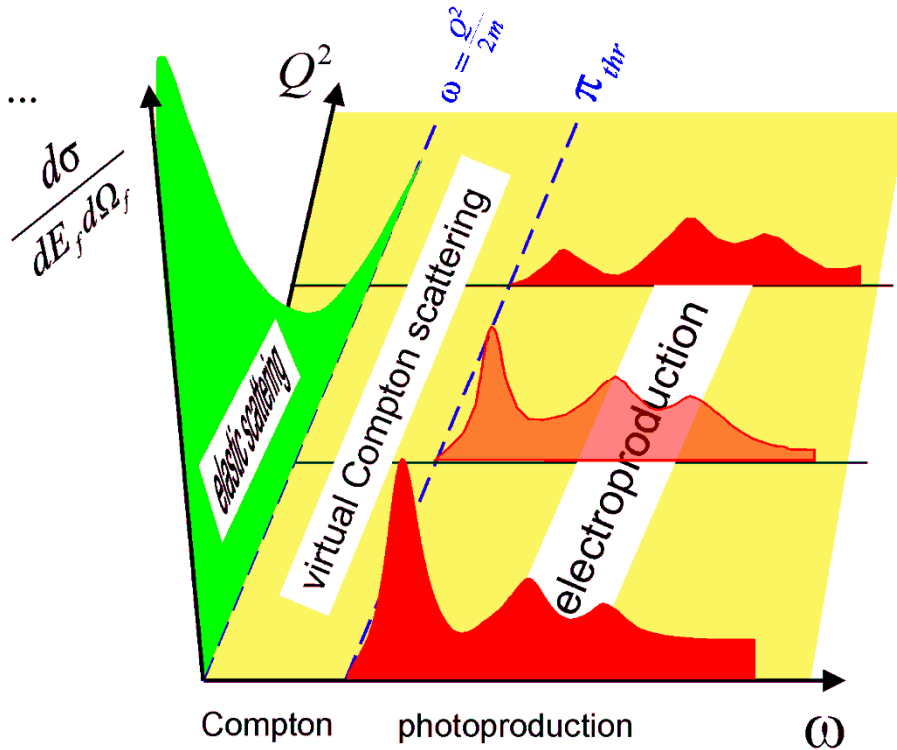 ...
Q²
dσ
dE_f dΩ_f
ω = Q²/2m
π_thr
elastic scattering
virtual Compton scattering
electroproduction
Compton photoproduction
ω